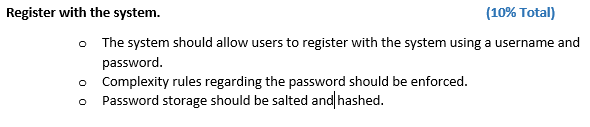 Register with the system. (10% Total)
o The system should allow users to register with the system using a username and
password.
o Complexity rules regarding the password should be enforced.
o Password storage should be salted and hashed.